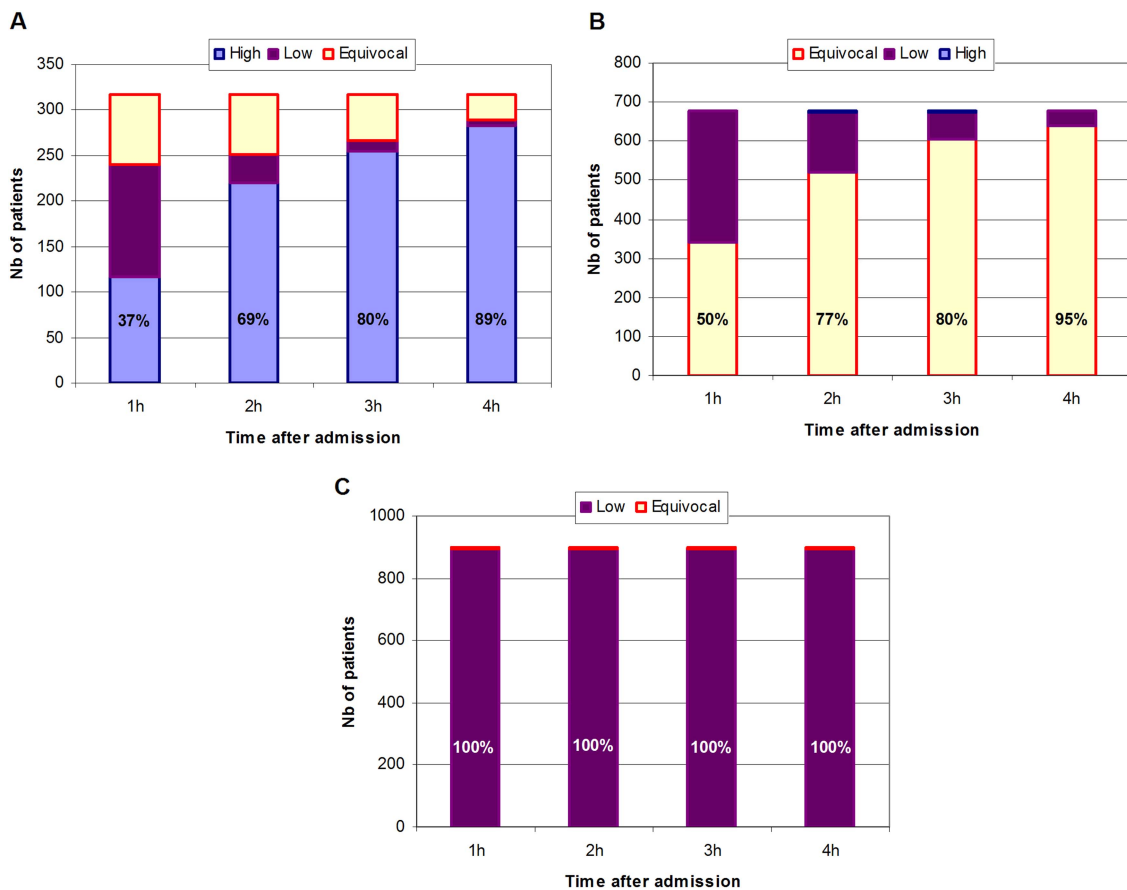 A
High Low Equivocal
350
300
250
200
150
100
50
0
Nb of patients
37% 69% 80% 89%
1h 2h 3h 4h
Time after admission
B
Equivocal Low High
800
700
600
500
400
300
200
100
0
Nb of patients
50% 77% 80% 95%
1h 2h 3h 4h
Time after admission
C
Low Equivocal
1000
800
600
400
200
0
Nb of patients
100% 100% 100% 100%
1h 2h 3h 4h
Time after admission